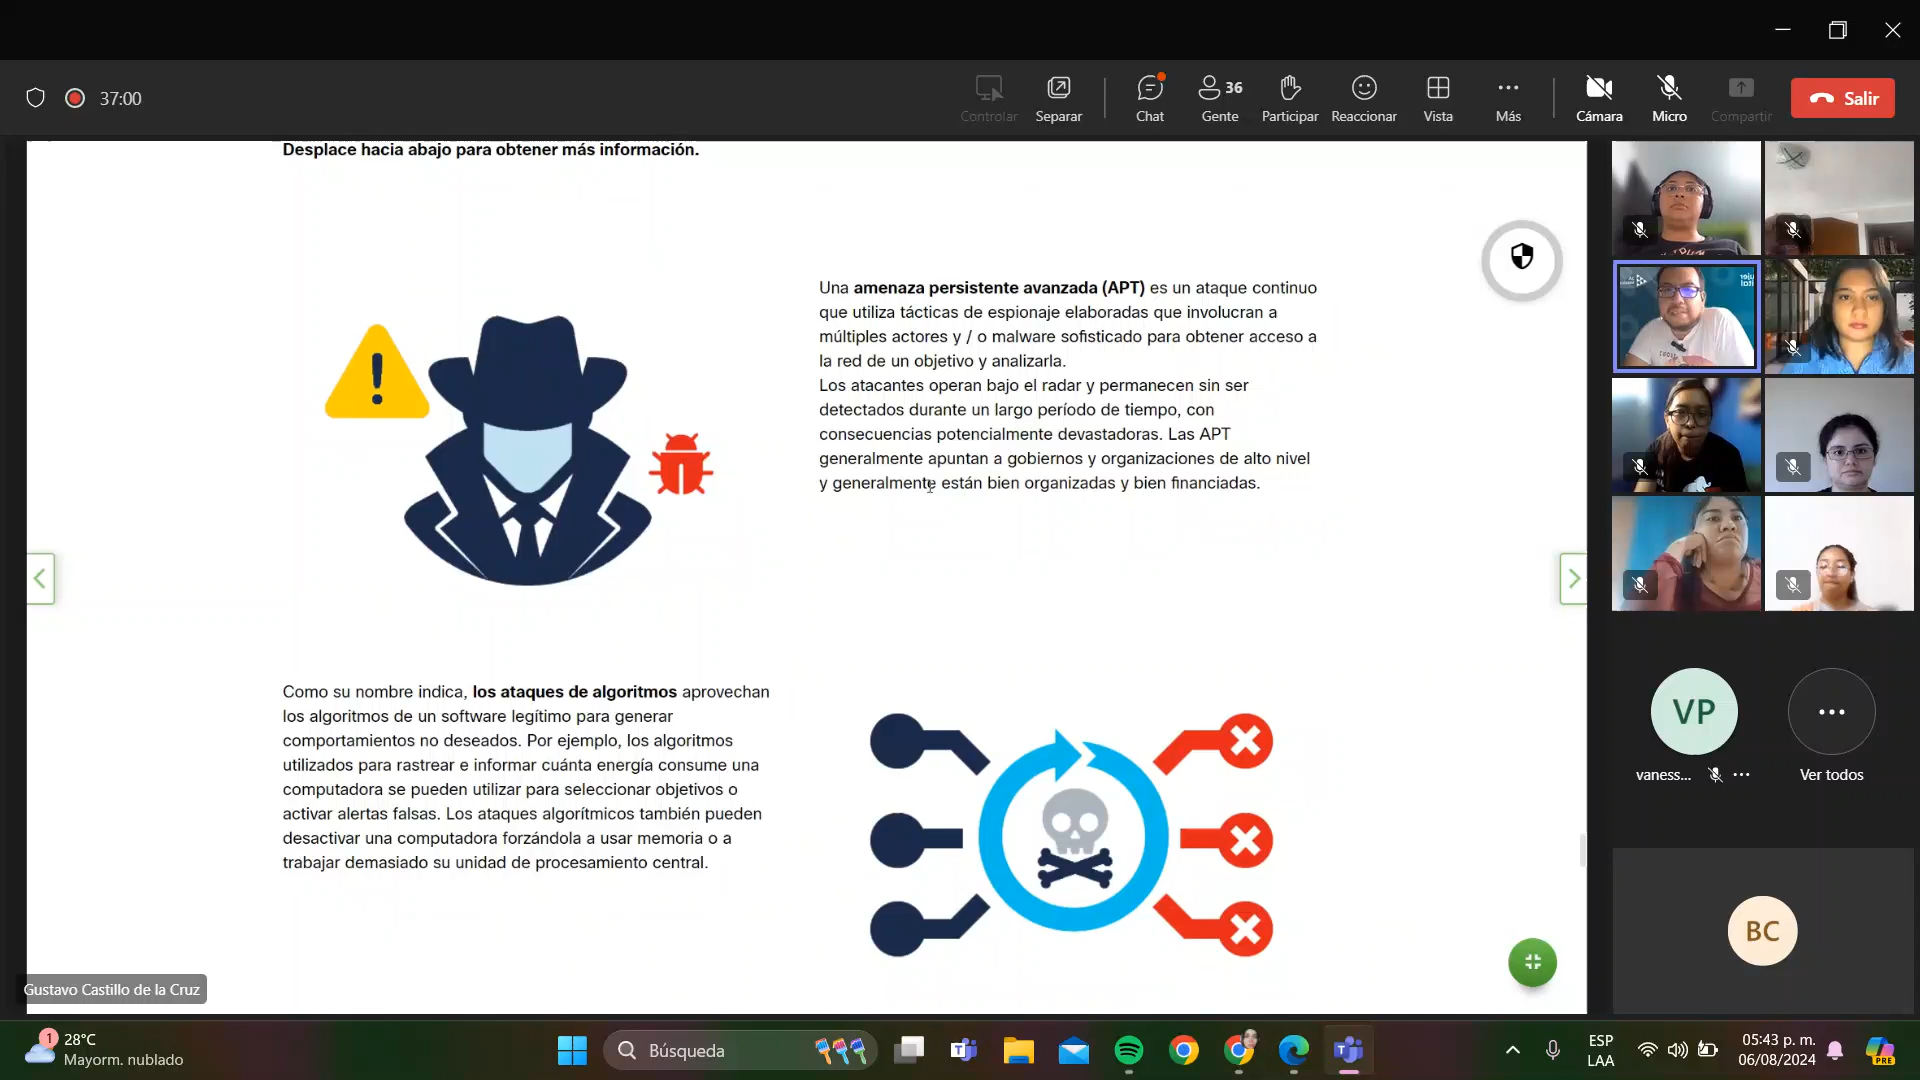 37:00
Controlar
Separar
Chat
36
Gente
Participar
Reaccionar
Vista
Más
Cámara
Micro
Compartir
Salir
Desplace hacia abajo para obtener más información.
Una amenaza persistente avanzada (APT) es un ataque continuo
que utiliza tácticas de espionaje elaboradas que involucran a
múltiples actores y / o malware sofisticado para obtener acceso a
la red de un objetivo y analizarla.
Los atacantes operan bajo el radar y permanecen sin ser
detectados durante un largo período de tiempo, con
consecuencias potencialmente devastadoras. Las APT
generalmente apuntan a gobiernos y organizaciones de alto nivel
y generalmente están bien organizadas y bien financiadas.
Como su nombre indica, los ataques de algoritmos aprovechan
los algoritmos de un software legítimo para generar
comportamientos no deseados. Por ejemplo, los algoritmos
utilizados para rastrear e informar cuánta energía consume una
computadora se pueden utilizar para seleccionar objetivos o
activar alertas falsas. Los ataques algorítmicos también pueden
desactivar una computadora forzándola a usar memoria o a
trabajar demasiado su unidad de procesamiento central.
VP
vaness...
Ver todos
BC
Gustavo Castillo de la Cruz
1
28°C
Mayorm. nublado
Búsqueda
ESP
LAA
05:43 p. m.
06/08/2024
PRE